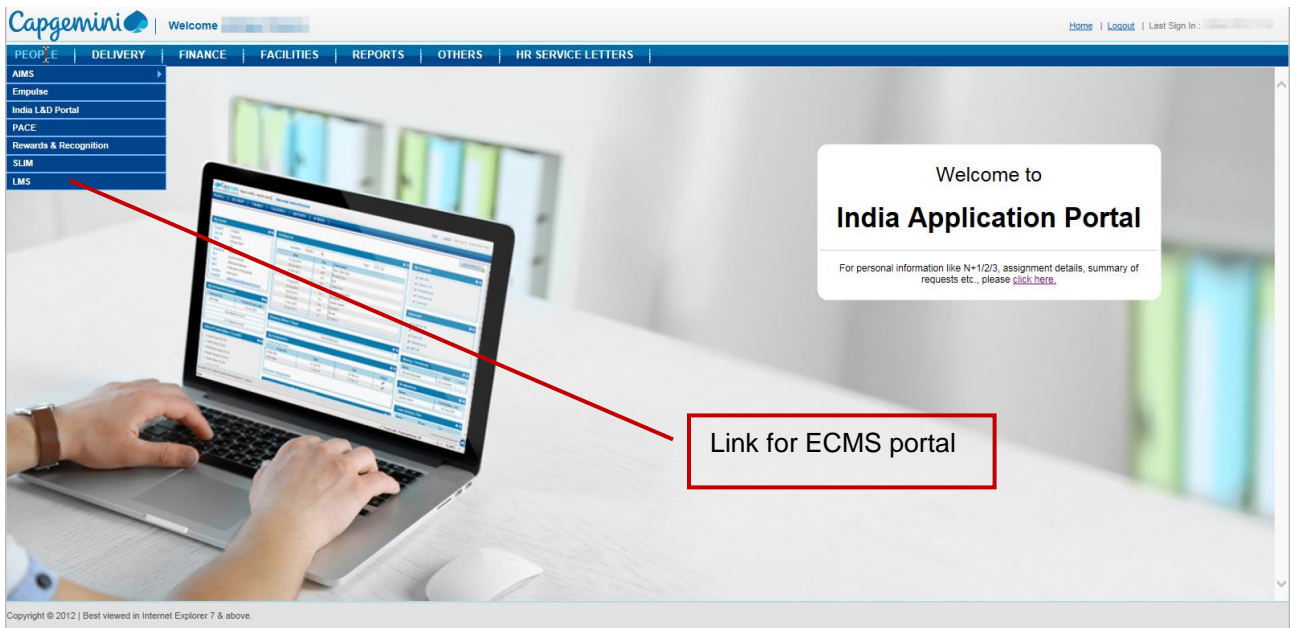 Capgemini | Welcome
Home | Logout | Last Sign In :
PEOPLE | DELIVERY | FINANCE | FACILITIES | REPORTS | OTHERS | HR SERVICE LETTERS |
AIMS
Empulse
India L&D Portal
PACE
Rewards & Recognition
SLIM
LMS
Welcome to
India Application Portal
For personal information like N+1/2/3, assignment details, summary of
requests etc., please click here.
Link for ECMS portal
Copyright © 2012 | Best viewed in Internet Explorer 7 & above.